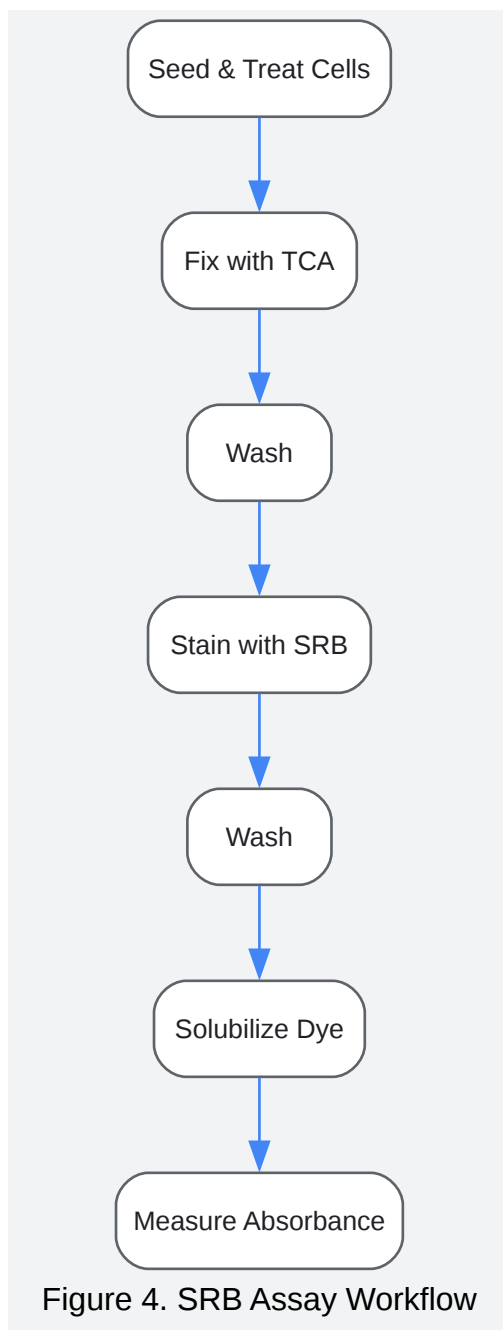 Seed & Treat Cells
Fix with TCA
Wash
Stain with SRB
Wash
Solubilize Dye
Measure Absorbance
Figure 4. SRB Assay Workflow